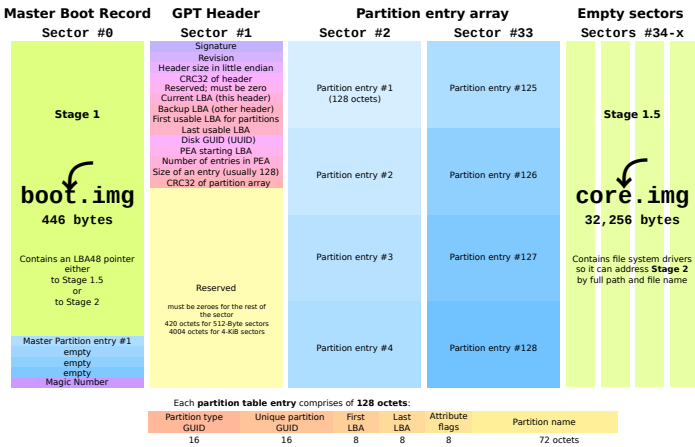 Master Boot Record
Sector #0
Stage 1
boot.img
446 bytes
Contains an LBA48 pointer
either
to Stage 1.5
or
to Stage 2
Master Partition entry #1
empty
empty
empty
Magic Number
GPT Header
Sector #1
Signature
Revision
Header size in little endian
CRC32 of header
Reserved; must be zero
Current LBA (this header)
Backup LBA (other header)
First usable LBA for partitions
Last usable LBA
Disk GUID (UUID)
PEA starting LBA
Number of entries in PEA
Size of an entry (usually 128)
CRC32 of partition array
Reserved
must be zeroes for the rest of
the sector
420 octets for 512-Byte sectors
4004 octets for 4-KiB sectors
Partition entry array
Sector #2
Partition entry #1
(128 octets)
Partition entry #2
Partition entry #3
Partition entry #4
Sector #33
Partition entry #125
Partition entry #126
Partition entry #127
Partition entry #128
Empty sectors
Sectors #34-x
Stage 1.5
core.img
32,256 bytes
Contains file system drivers
so it can address Stage 2
by full path and file name
Each partition table entry comprises of 128 octets:
Partition type
GUID
Unique partition
GUID
First
LBA
Last
LBA
Attribute
flags
Partition name
16
16
8
8
8
72 octets